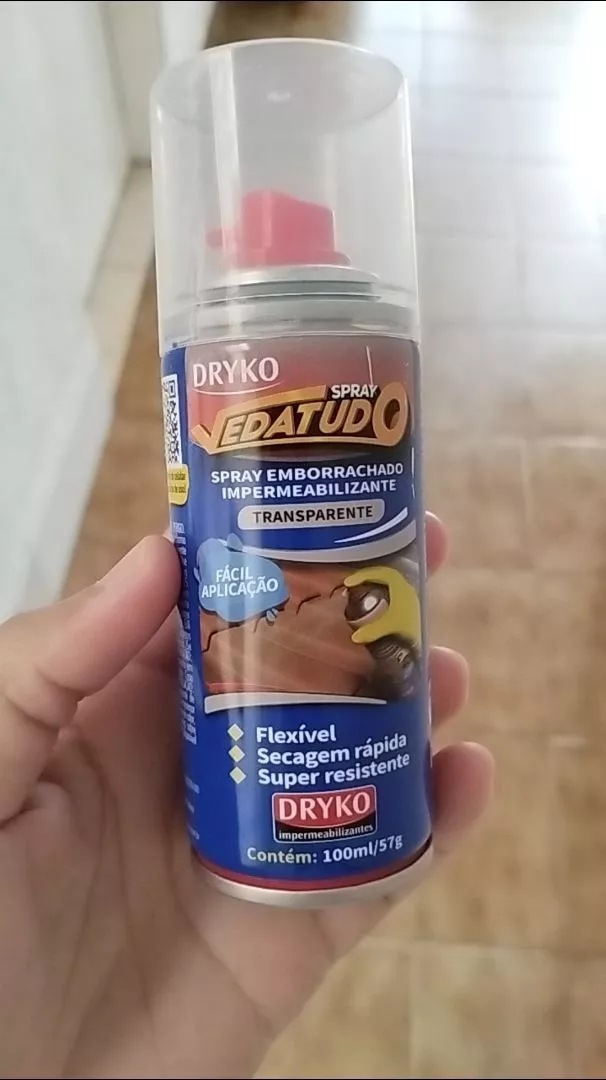 DRYKO
SPRAY
VEDATUDO
SPRAY EMBORRACHADO
IMPERMEABILIZANTE
TRANSPARENTE
FÁCIL
APLICAÇÃO
Flexível
Secagem rápida
Super resistente
DRYKO
impermeabilizantes
Contém: 100ml/57g